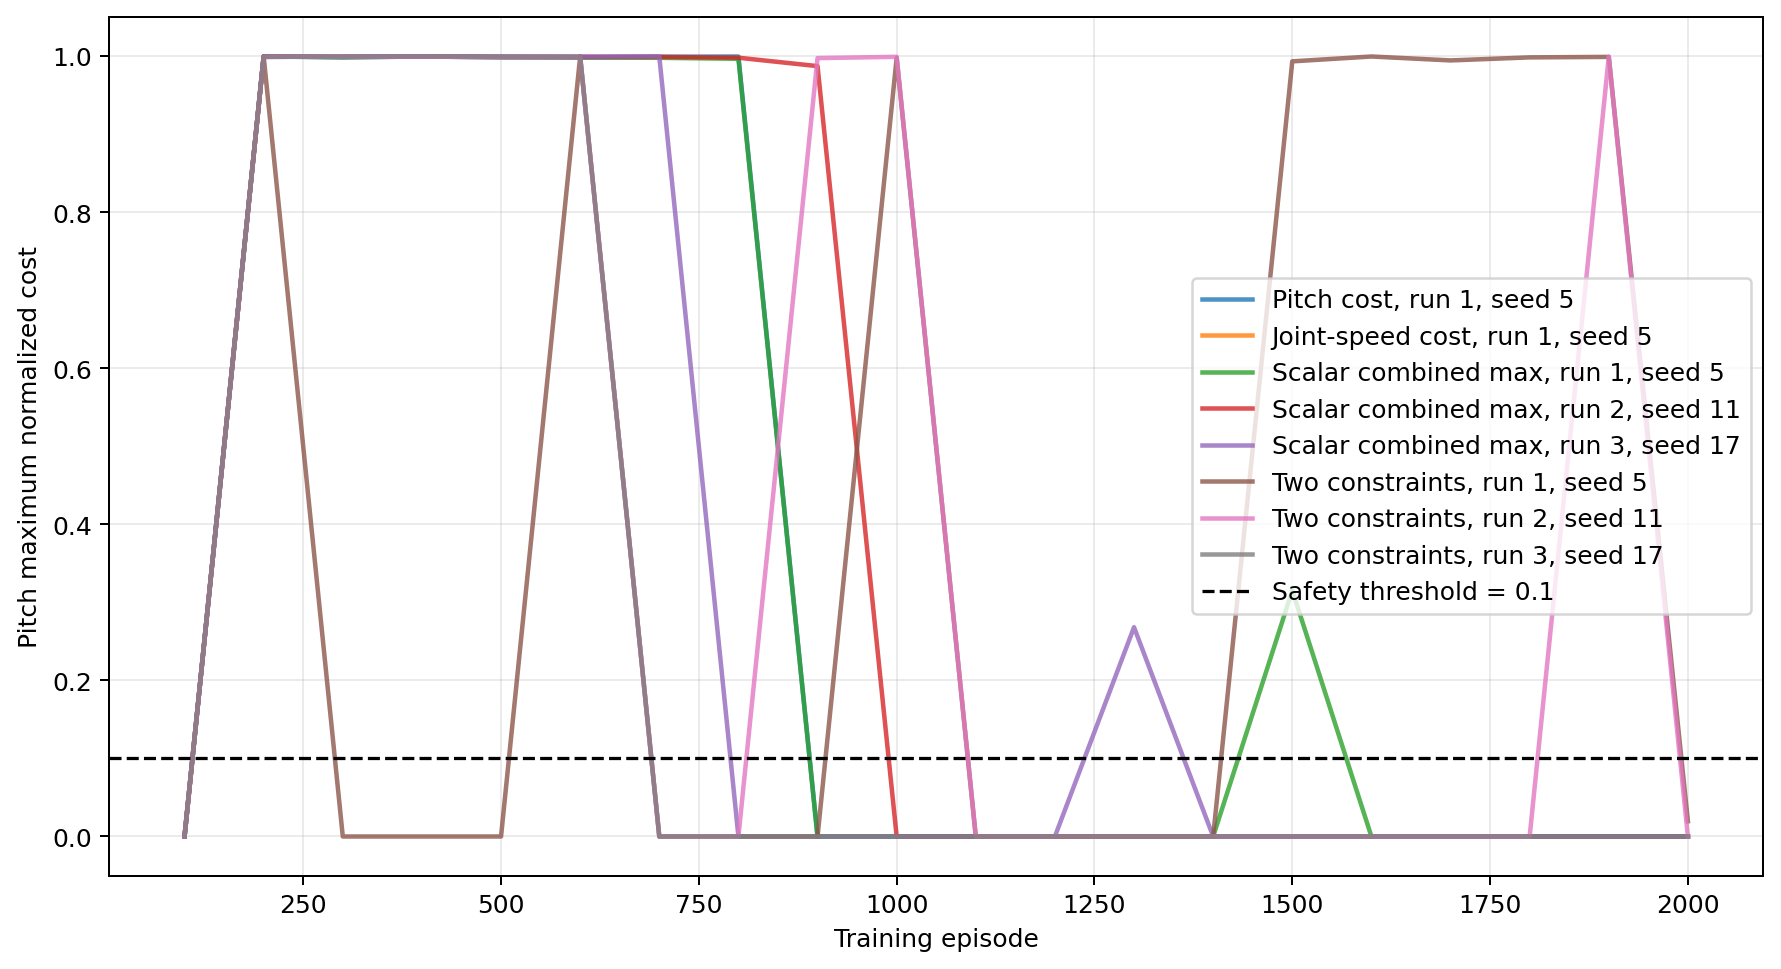 Pitch maximum normalized cost
1.0
0.8
0.6
0.4
0.2
0.0
Pitch cost, run 1, seed 5
Joint-speed cost, run 1, seed 5
Scalar combined max, run 1, seed 5
Scalar combined max, run 2, seed 11
Scalar combined max, run 3, seed 17
Two constraints, run 1, seed 5
Two constraints, run 2, seed 11
Two constraints, run 3, seed 17
Safety threshold = 0.1
250 500 750 1000 1250 1500 1750 2000
Training episode